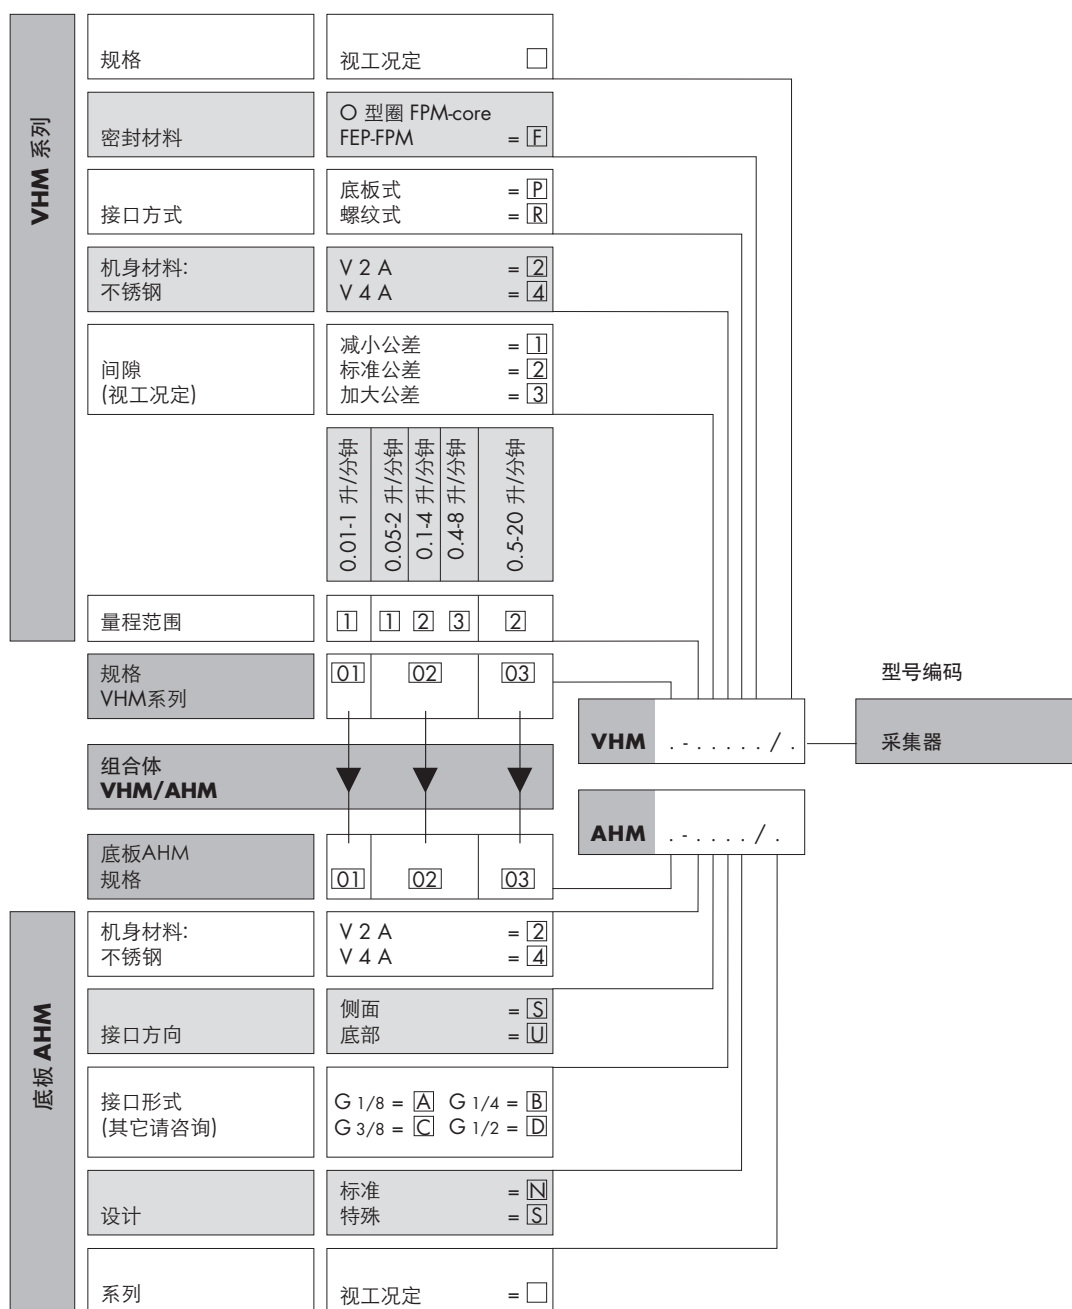 VHM 系列
规格
视工况定 □
密封材料
O 型圈 FPM-core
FEP-FPM = F
接口方式
底板式 = P
螺纹式 = R
机身材料:
不锈钢
V 2 A = 2
V 4 A = 4
间隙
(视工况定)
减小公差 = 1
标准公差 = 2
加大公差 = 3
0.01-1 升/分钟
0.05-2 升/分钟
0.1-4 升/分钟
0.4-8 升/分钟
0.5-20 升/分钟
量程范围
1 1 2 3 2
规格
VHM系列
01 02 03
型号编码
VHM . - . . . . . / .
采集器
组合体
VHM/AHM
AHM . - . . . . / .
底板AHM
规格
01 02 03
底板 AHM
机身材料:
不锈钢
V 2 A = 2
V 4 A = 4
接口方向
侧面 = S
底部 = U
接口形式
(其它请咨询)
G 1/8 = A G 1/4 = B
G 3/8 = C G 1/2 = D
设计
标准 = N
特殊 = S
系列
视工况定 = □